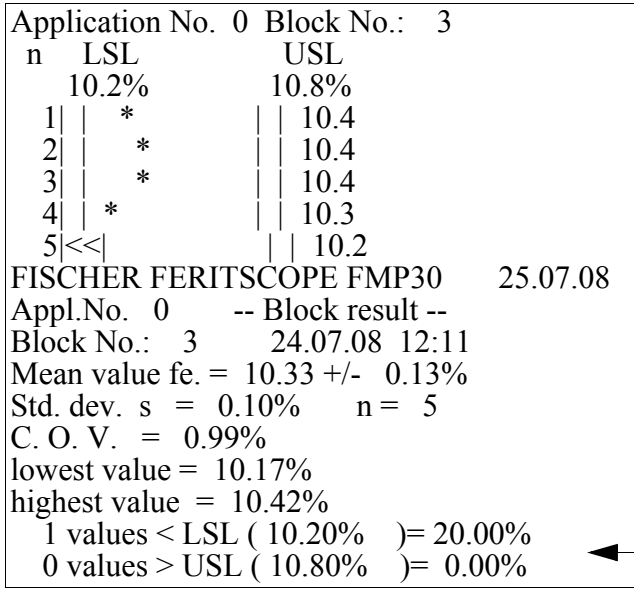 Application No. 0 Block No.: 3
n LSL USL
10.2% 10.8%
1| | * | | 10.4
2| | * | | 10.4
3| | * | | 10.4
4| | * | | 10.3
5|<<| | | 10.2
FISCHER FERITSCOPE FMP30 25.07.08
Appl.No. 0 -- Block result --
Block No.: 3 24.07.08 12:11
Mean value fe. = 10.33 +/- 0.13%
Std. dev. s = 0.10% n = 5
C. O. V. = 0.99%
lowest value = 10.17%
highest value = 10.42%
1 values < LSL ( 10.20% )= 20.00%
0 values > USL ( 10.80% )= 0.00%